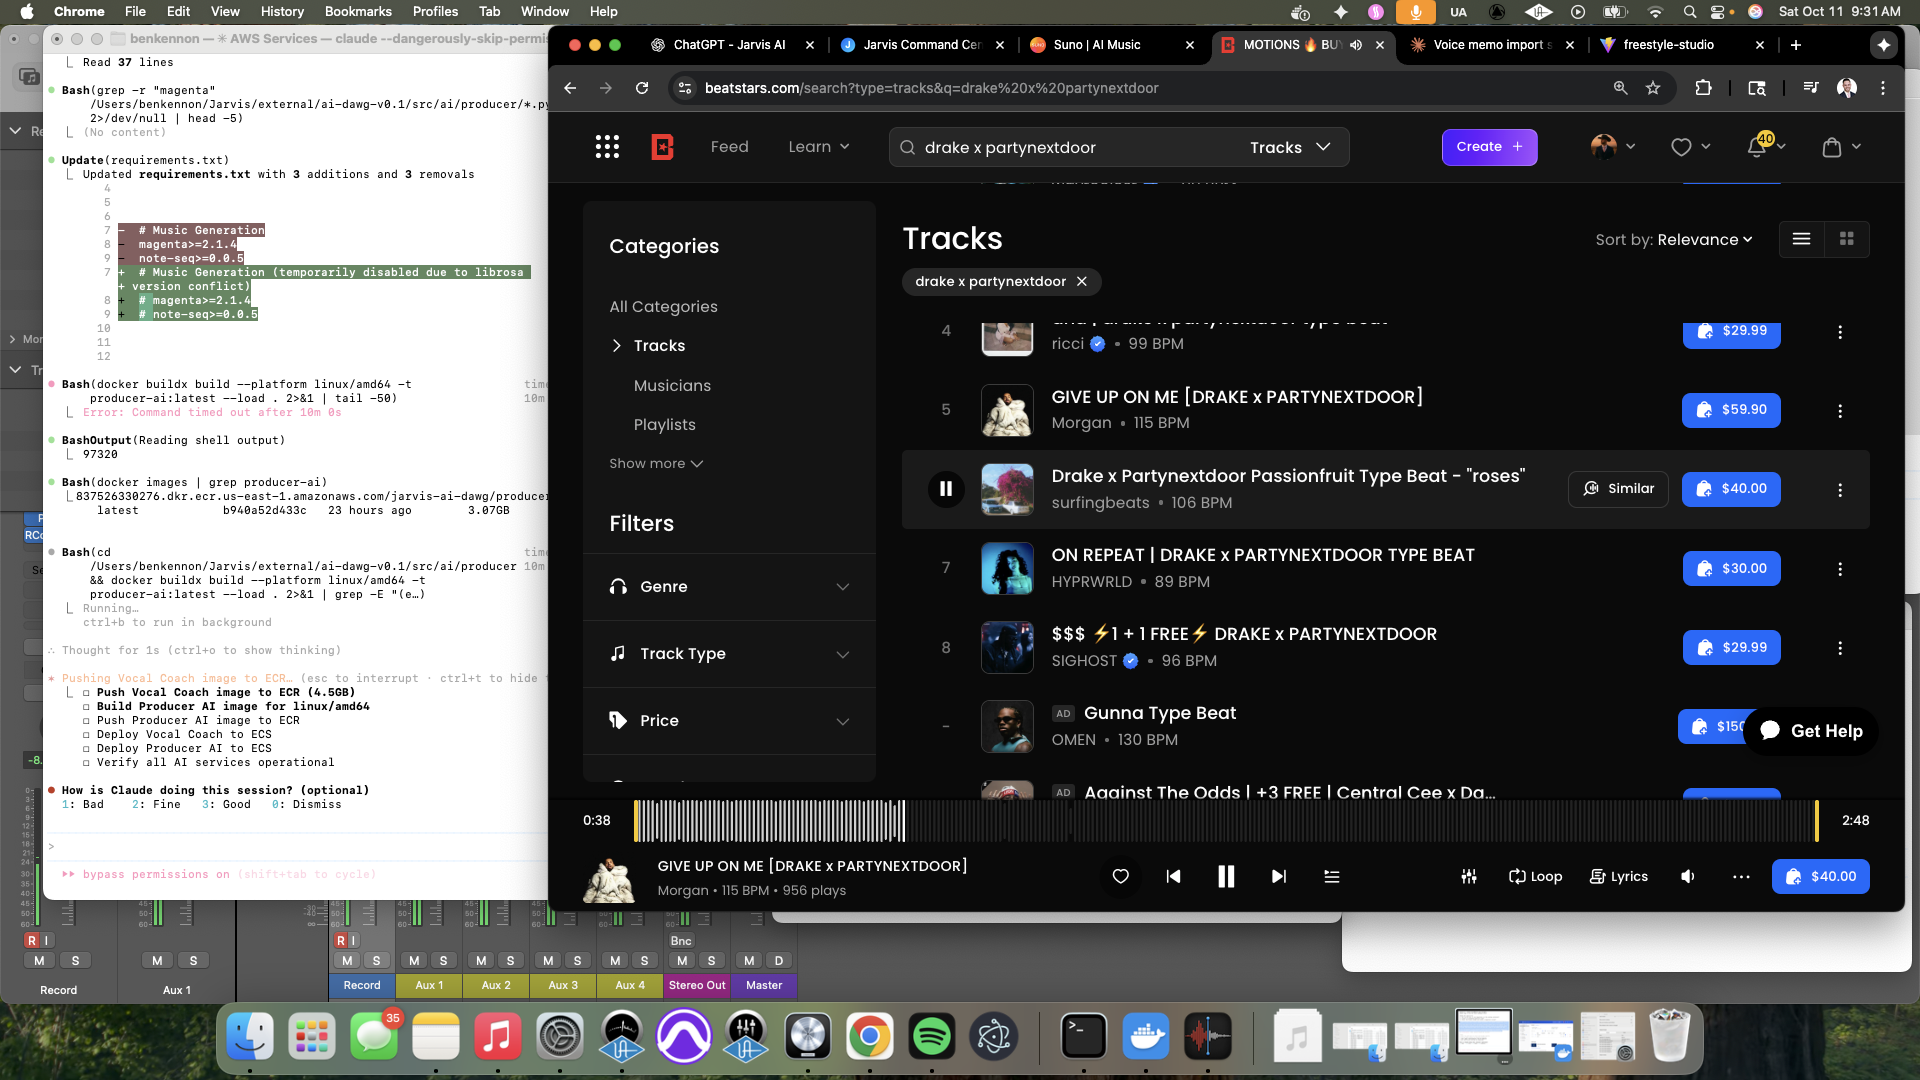 Chrome File Edit View History Bookmarks Profiles Tab Window Help
UA
Sat Oct 11 9:31 AM
benkennon — ✳ AWS Services — claude --dangerously-skip-permis
Read 37 lines
Bash(grep -r "magenta"
/Users/benkennon/Jarvis/external/ai-dawg-v0.1/src/ai/producer/*.py
2>/dev/null | head -5)
(No content)
Update(requirements.txt)
Updated requirements.txt with 3 additions and 3 removals
4
5
6
7 - # Music Generation
8 - magenta>=2.1.4
9 - note-seq>=0.0.5
7 + # Music Generation (temporarily disabled due to librosa
+ version conflict)
8 + # magenta>=2.1.4
9 + # note-seq>=0.0.5
10
11
12
Bash(docker buildx build --platform linux/amd64 -t
producer-ai:latest --load . 2>&1 | tail -50)
time
10m
Error: Command timed out after 10m 0s
BashOutput(Reading shell output)
97320
Bash(docker images | grep producer-ai)
837526330276.dkr.ecr.us-east-1.amazonaws.com/jarvis-ai-dawg/producer
latest b940a52d433c 23 hours ago 3.07GB
Bash(cd
/Users/benkennon/Jarvis/external/ai-dawg-v0.1/src/ai/producer
&& docker buildx build --platform linux/amd64 -t
producer-ai:latest --load . 2>&1 | grep -E "(e…)
time
10m
Running…
ctrl+b to run in background
∴ Thought for 1s (ctrl+o to show thinking)
✶ Pushing Vocal Coach image to ECR… (esc to interrupt · ctrl+t to hide
☐ Push Vocal Coach image to ECR (4.5GB)
☐ Build Producer AI image for linux/amd64
☐ Push Producer AI image to ECR
☐ Deploy Vocal Coach to ECS
☐ Deploy Producer AI to ECS
☐ Verify all AI services operational
How is Claude doing this session? (optional)
1: Bad 2: Fine 3: Good 0: Dismiss
>
bypass permissions on (shift+tab to cycle)
ChatGPT - Jarvis AI
Jarvis Command Cen
Suno | AI Music
MOTIONS 🔥 BU
Voice memo import s
freestyle-studio
beatstars.com/search?type=tracks&q=drake%20x%20partynextdoor
Feed
Learn
drake x partynextdoor
Tracks
Create +
40
Categories
All Categories
Tracks
Musicians
Playlists
Show more
Filters
Genre
Track Type
Price
Tracks
Sort by: Relevance
drake x partynextdoor
4
ricci • 99 BPM
$29.99
5
GIVE UP ON ME [DRAKE x PARTYNEXTDOOR]
Morgan • 115 BPM
$59.90
Drake x Partynextdoor Passionfruit Type Beat - "roses"
surfingbeats • 106 BPM
Similar
$40.00
7
ON REPEAT | DRAKE x PARTYNEXTDOOR TYPE BEAT
HYPRWRLD • 89 BPM
$30.00
8
$$$ ⚡1 + 1 FREE⚡ DRAKE x PARTYNEXTDOOR
SIGHOST • 96 BPM
$29.99
-
AD Gunna Type Beat
OMEN • 130 BPM
$150
Get Help
AD Against The Odds | +3 FREE | Central Cee x Da...
0:38
2:48
GIVE UP ON ME [DRAKE x PARTYNEXTDOOR]
Morgan • 115 BPM • 956 plays
Loop
Lyrics
$40.00
R I
M S
Record
M S
Aux 1
R I
M S
Record
M S
Aux 1
M S
Aux 2
M S
Aux 3
M S
Aux 4
Bnc
M S
Stereo Out
M D
Master
35